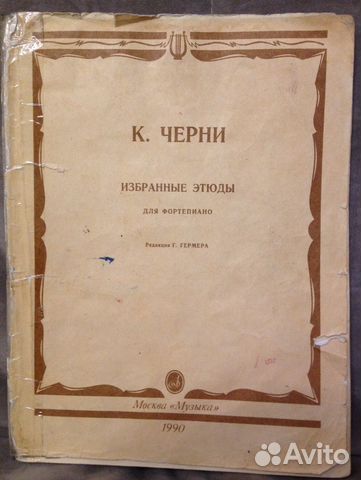 К. ЧЕРНИ
ИЗБРАННЫЕ ЭТЮДЫ
ДЛЯ ФОРТЕПИАНО
Редакция Г. ГЕРМЕРА
Москва «Музыка»
1990
Avito